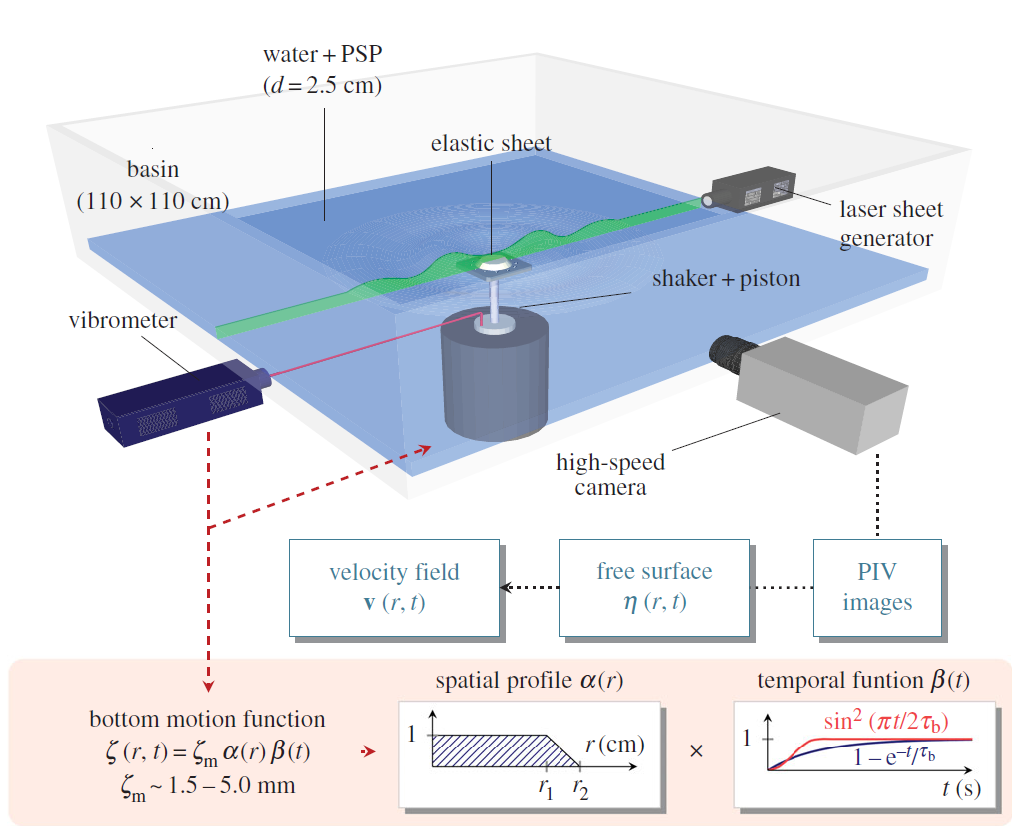 water + PSP
(d = 2.5 cm)
elastic sheet
basin
(110 × 110 cm)
laser sheet
generator
shaker + piston
vibrometer
high-speed
camera
velocity field
v (r, t)
free surface
η (r, t)
PIV
images
spatial profile α(r)
temporal funtion β(t)
bottom motion function
ζ (r, t) = ζm α(r) β(t)
ζm ~ 1.5 – 5.0 mm
1
r (cm)
r1 r2
×
sin² (πt/2τb)
1
1 – e–t/τb
t (s)